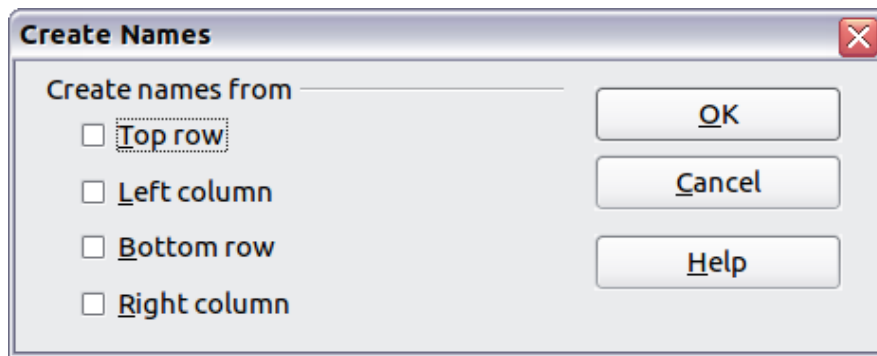 Create Names
Create names from
Top row
Left column
Bottom row
Right column
OK
Cancel
Help